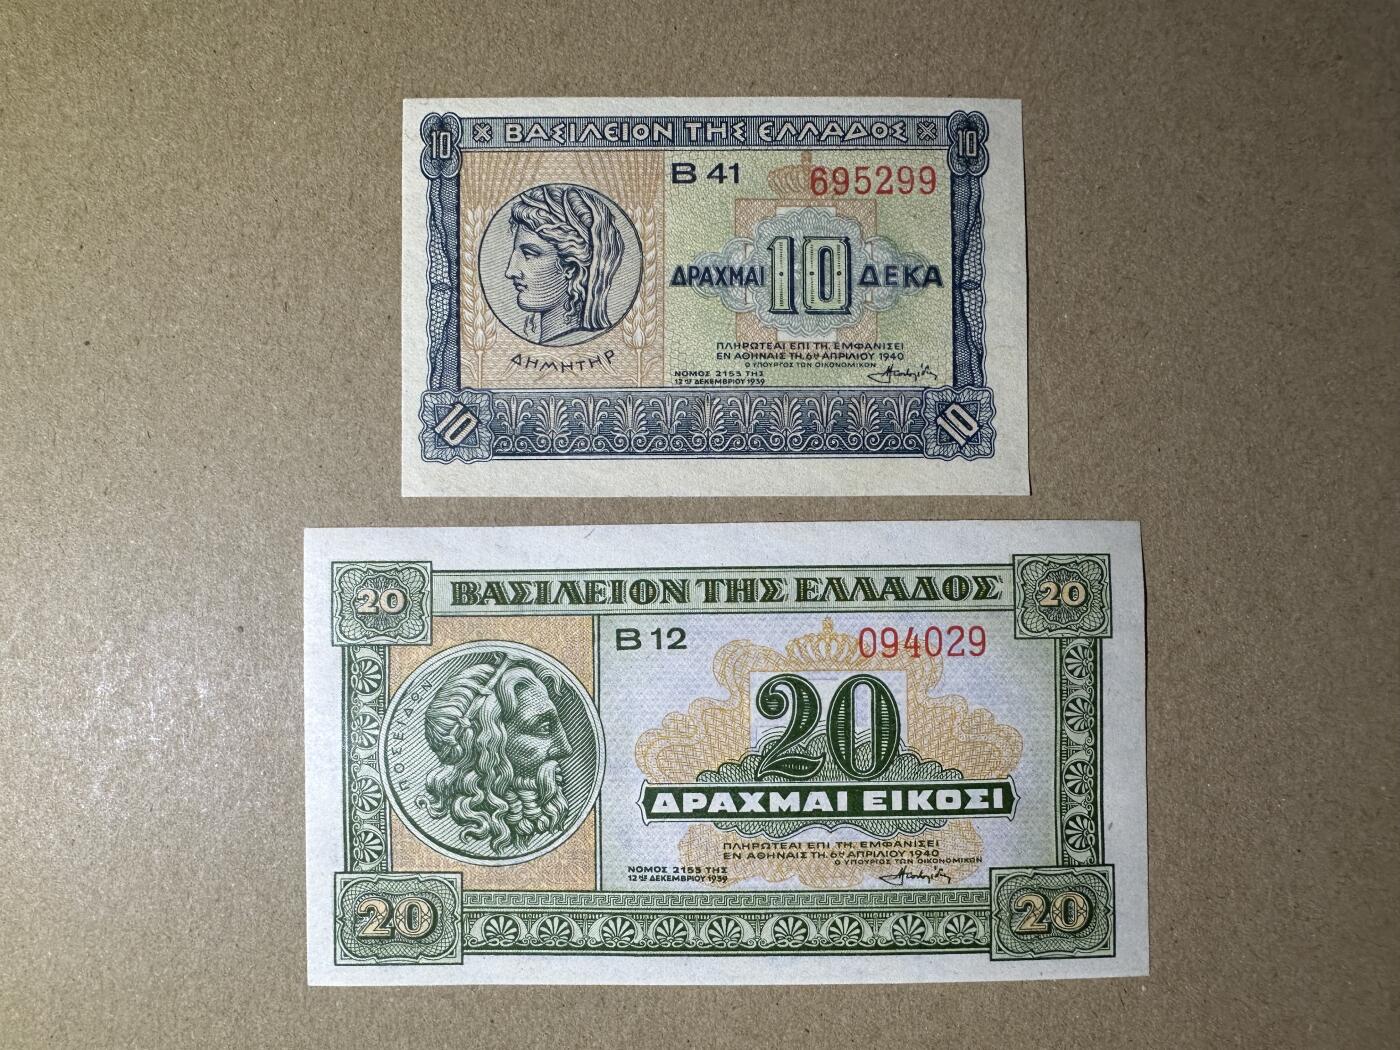 10 ΒΑΣΙΛΕΙΟΝ ΤΗΣ ΕΛΛΑΔΟΣ 10
Β 41 695299
ΔΡΑΧΜΑΙ 10 ΔΕΚΑ
ΔΗΜΗΤΗΡ
ΠΛΗΡΩΤΕΑΙ ΕΠΙ ΤΗ. ΕΜΦΑΝΙΣΕΙ
ΕΝ ΑΘΗΝΑΙΣ ΤΗ. 6ῃ ΑΠΡΙΛΙΟΥ 1940
Ο ΥΠΟΥΡΓΟΣ ΤΩΝ ΟΙΚΟΝΟΜΙΚΩΝ
ΝΟΜΟΣ 2153 ΤΗΣ
12ης ΔΕΚΕΜΒΡΙΟΥ 1939
10 10
20 ΒΑΣΙΛΕΙΟΝ ΤΗΣ ΕΛΛΑΔΟΣ 20
Β 12 094029
ΠΟΣΕΙΔΩΝ
20
ΔΡΑΧΜΑΙ ΕΙΚΟΣΙ
ΠΛΗΡΩΤΕΑΙ ΕΠΙ ΤΗ. ΕΜΦΑΝΙΣΕΙ
ΕΝ ΑΘΗΝΑΙΣ ΤΗ. 6ῃ ΑΠΡΙΛΙΟΥ 1940
Ο ΥΠΟΥΡΓΟΣ ΤΩΝ ΟΙΚΟΝΟΜΙΚΩΝ
ΝΟΜΟΣ 2153 ΤΗΣ
12ης ΔΕΚΕΜΒΡΙΟΥ 1939
20 20